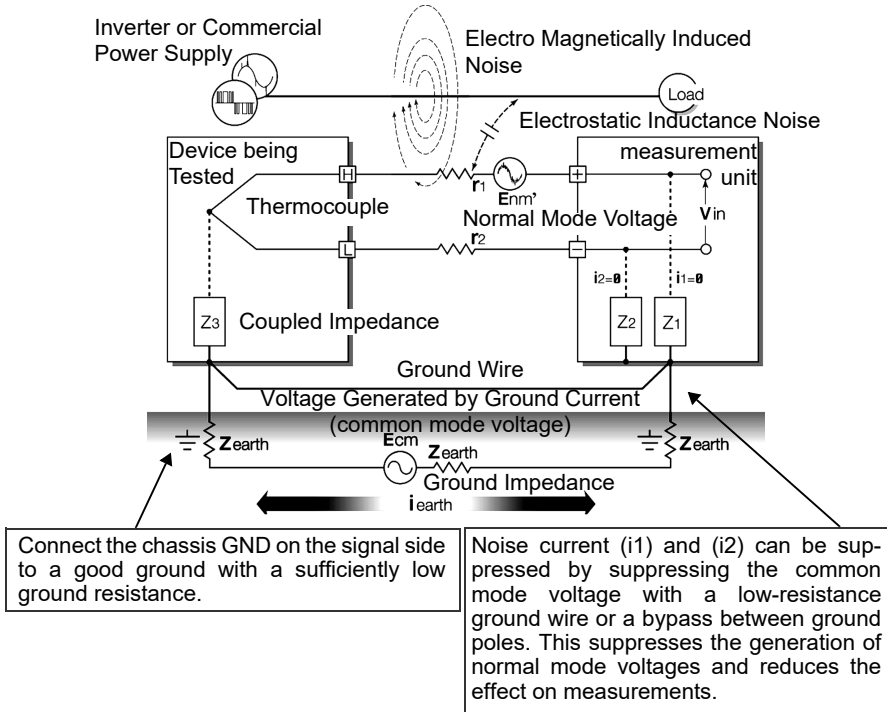 Inverter or Commercial
Power Supply
Electro Magnetically Induced
Noise
Load
Electrostatic Inductance Noise
Device being
Tested
measurement
unit
H
r1
Enm’
+
Thermocouple
Normal Mode Voltage
Vin
L
r2
−
i2=0
i1=0
Z3
Coupled Impedance
Z2
Z1
Ground Wire
Voltage Generated by Ground Current
(common mode voltage)
Zearth
Ecm
Zearth
Zearth
Ground Impedance
iearth
Connect the chassis GND on the signal side
to a good ground with a sufficiently low
ground resistance.
Noise current (i1) and (i2) can be sup-
pressed by suppressing the common
mode voltage with a low-resistance
ground wire or a bypass between ground
poles. This suppresses the generation of
normal mode voltages and reduces the
effect on measurements.